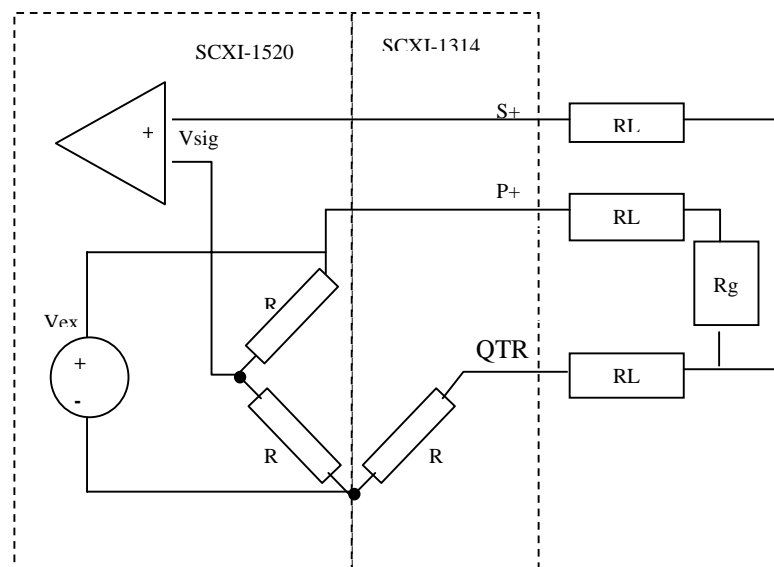 SCXI-1520
SCXI-1314
S+
RL
+
Vsig
P+
RL
Rg
R
Vex
+
-
QTR
RL
R
R